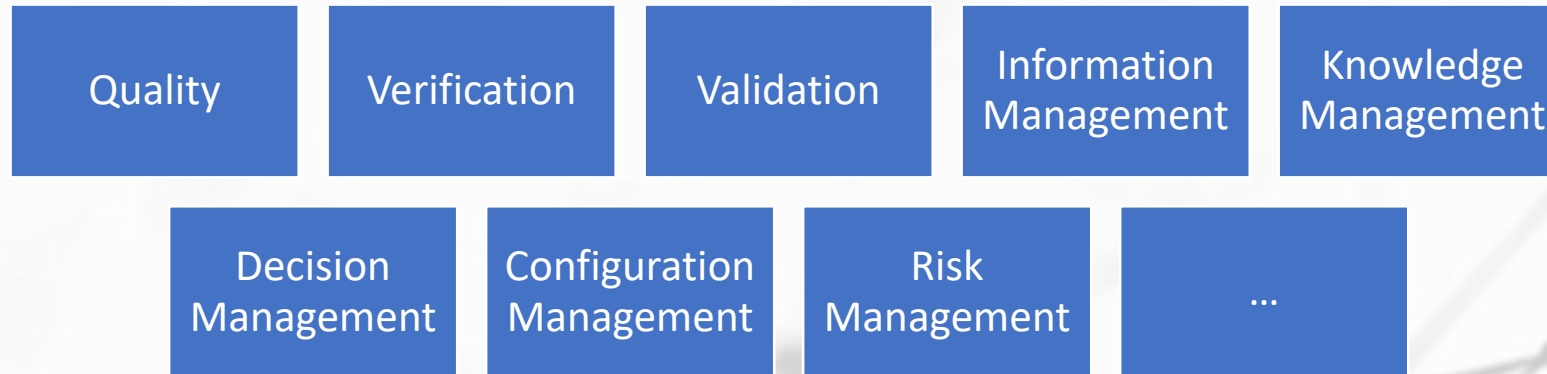 Quality
Verification
Validation
Information
Management
Knowledge
Management
Decision
Management
Configuration
Management
Risk
Management
...